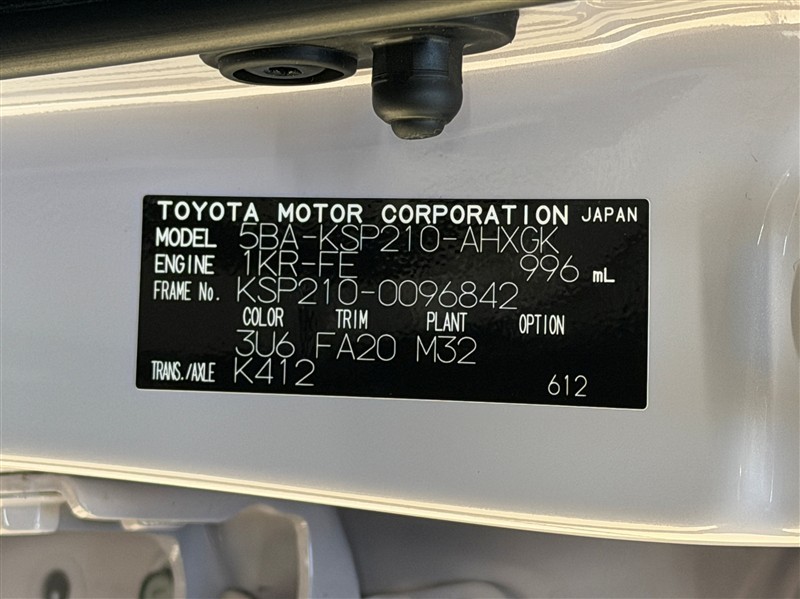 TOYOTA MOTOR CORPORATION JAPAN
MODEL 5BA-KSP210-AHXGK
ENGINE 1KR-FE 996 mL
FRAME No. KSP210-0096842
COLOR TRIM PLANT OPTION
3U6 FA20 M32
TRANS./AXLE K412
612